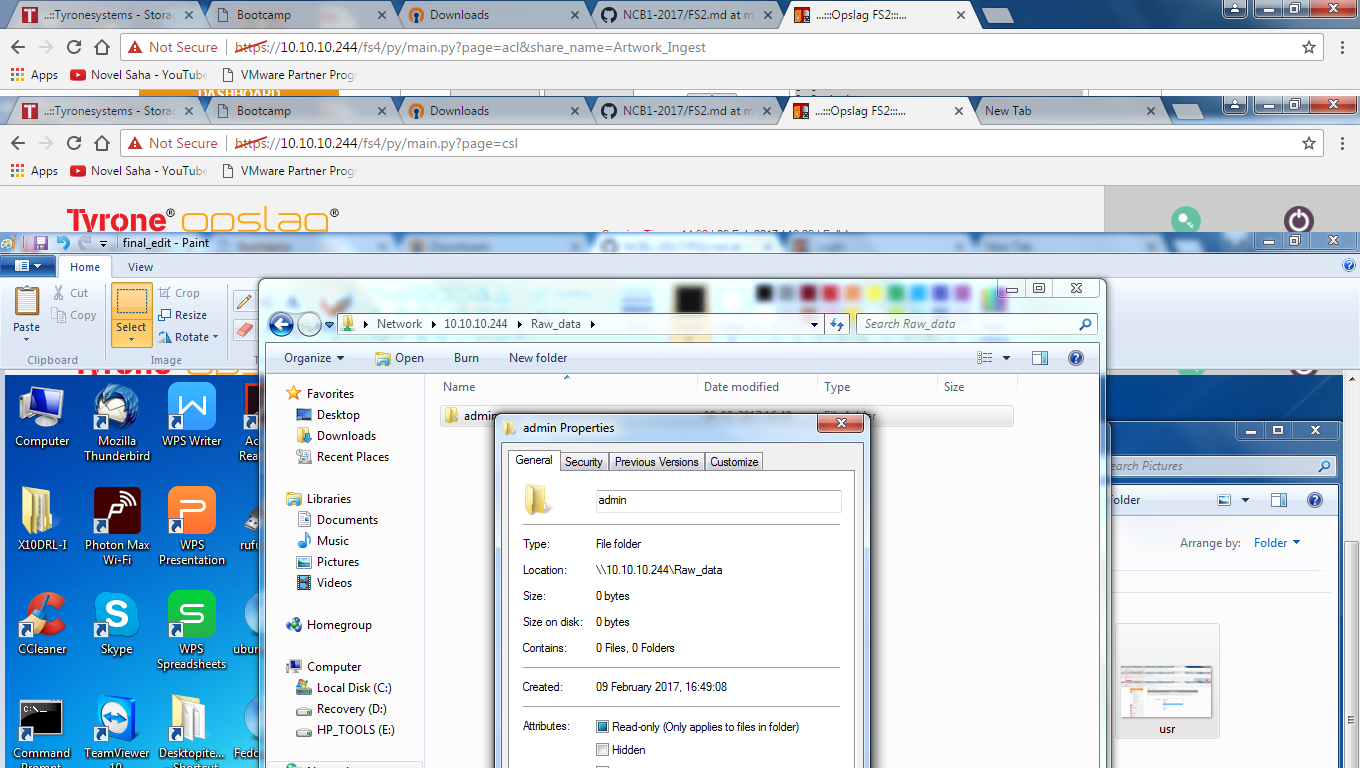 ..::Tyronesystems - Storag
Bootcamp
Downloads
NCB1-2017/FS2.md at m
...:::Opslag FS2:::...
Not Secure
https://10.10.10.244/fs4/py/main.py?page=acl&share_name=Artwork_Ingest
Apps
Novel Saha - YouTube
VMware Partner Prog
DASHBOARD
..::Tyronesystems - Storag
Bootcamp
Downloads
NCB1-2017/FS2.md at m
...:::Opslag FS2:::...
New Tab
Not Secure
https://10.10.10.244/fs4/py/main.py?page=csl
Apps
Novel Saha - YouTube
VMware Partner Prog
Tyrone® opslag®
final_edit - Paint
Home
View
Paste
Cut
Copy
Clipboard
Select
Crop
Resize
Rotate
Image
Network
10.10.10.244
Raw_data
Search Raw_data
Organize
Open
Burn
New folder
Name
Date modified
Type
Size
Favorites
Desktop
Downloads
Recent Places
Libraries
Documents
Music
Pictures
Videos
Homegroup
Computer
Local Disk (C:)
Recovery (D:)
HP_TOOLS (E:)
admin
admin Properties
General
Security
Previous Versions
Customize
admin
Type:
File folder
Location:
\\10.10.10.244\Raw_data
Size:
0 bytes
Size on disk:
0 bytes
Contains:
0 Files, 0 Folders
Created:
09 February 2017, 16:49:08
Attributes:
Read-only (Only applies to files in folder)
Hidden
Computer
Mozilla
Thunderbird
WPS Writer
X10DRL-I
Photon Max
Wi-Fi
WPS
Presentation
rufu
CCleaner
Skype
WPS
Spreadsheets
ubun
Command
Prompt
TeamViewer
10
Desktopite...
Shortcut
Fedo
earch Pictures
older
Arrange by:
Folder
usr